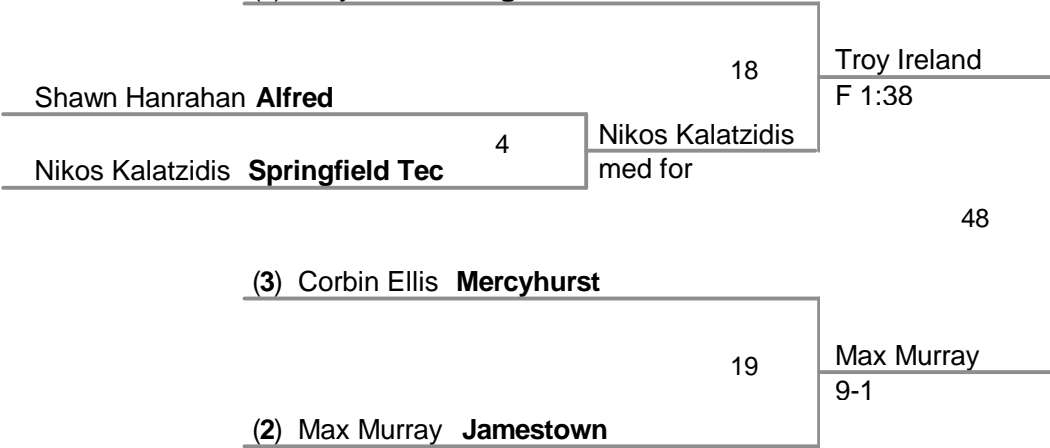 18
Troy Ireland
F 1:38
Shawn Hanrahan Alfred
4
Nikos Kalatzidis
med for
Nikos Kalatzidis Springfield Tec
48
(3) Corbin Ellis Mercyhurst
19
Max Murray
9-1
(2) Max Murray Jamestown